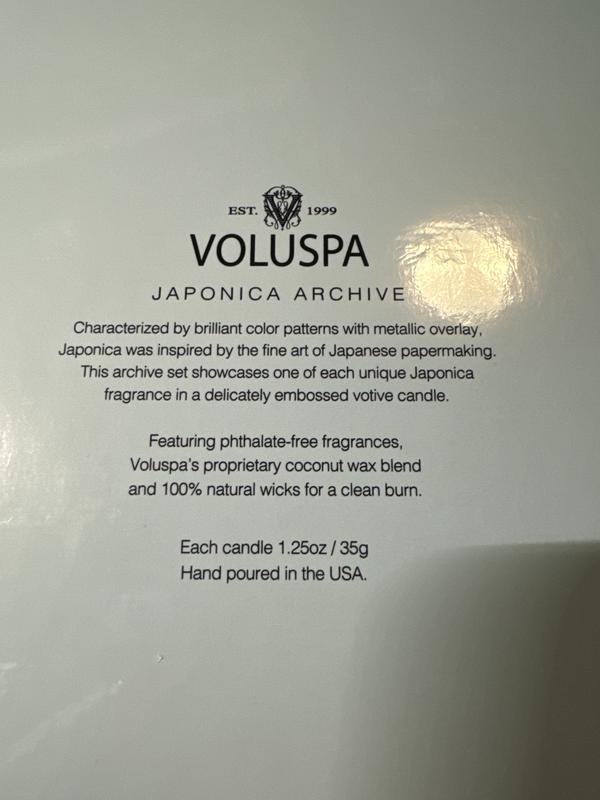 EST. 1999
VOLUSPA
JAPONICA ARCHIVE
Characterized by brilliant color patterns with metallic overlay,
Japonica was inspired by the fine art of Japanese papermaking.
This archive set showcases one of each unique Japonica
fragrance in a delicately embossed votive candle.
Featuring phthalate-free fragrances,
Voluspa's proprietary coconut wax blend
and 100% natural wicks for a clean burn.
Each candle 1.25oz / 35g
Hand poured in the USA.